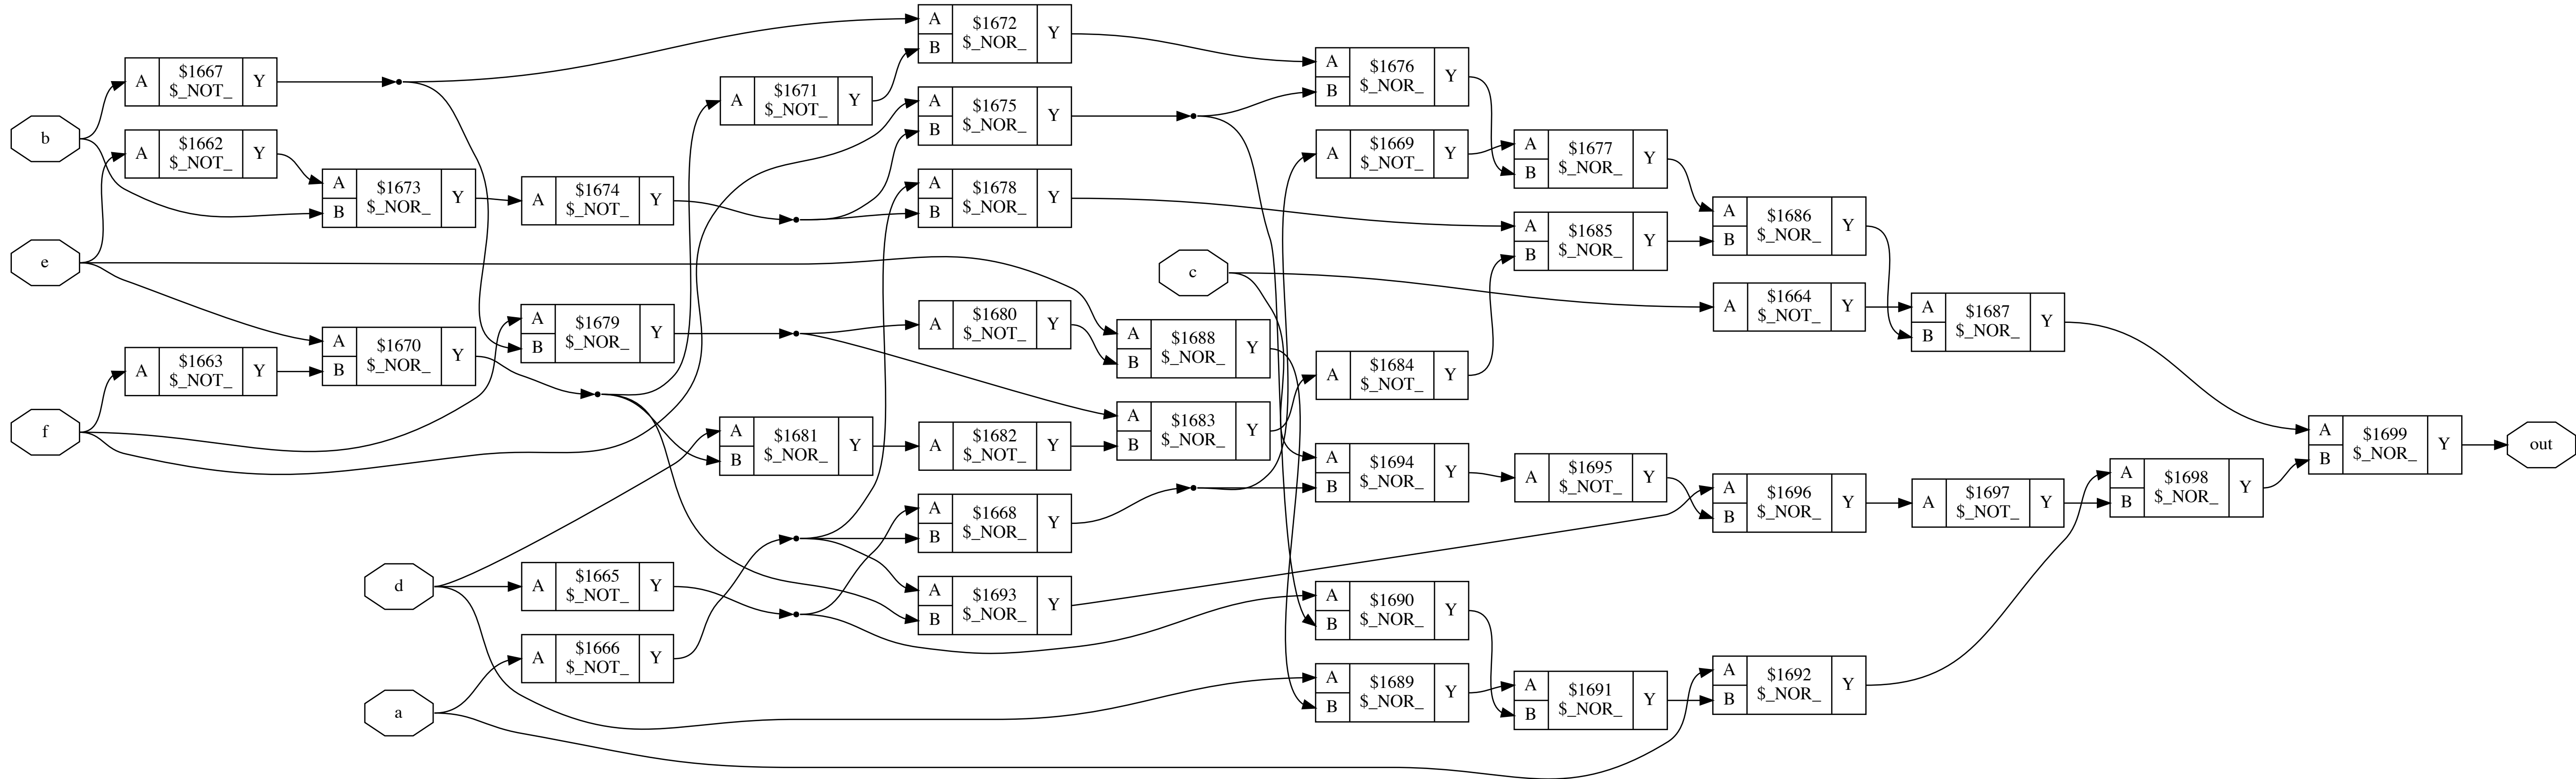 b
e
f
A $1667 Y
$_NOT_
A $1662 Y
$_NOT_
A $1663 Y
$_NOT_
A $1673 Y
B $_NOR_
A $1670 Y
B $_NOR_
d
a
A $1674 Y
$_NOT_
A $1679 Y
B $_NOR_
A $1665 Y
$_NOT_
A $1666 Y
$_NOT_
A $1671 Y
$_NOT_
A $1681 Y
B $_NOR_
A $1672 Y
B $_NOR_
A $1675 Y
B $_NOR_
A $1678 Y
B $_NOR_
A $1680 Y
$_NOT_
A $1682 Y
$_NOT_
A $1668 Y
B $_NOR_
A $1693 Y
B $_NOR_
c
A $1688 Y
B $_NOR_
A $1683 Y
B $_NOR_
A $1676 Y
B $_NOR_
A $1669 Y
$_NOT_
A $1684 Y
$_NOT_
A $1694 Y
B $_NOR_
A $1690 Y
B $_NOR_
A $1689 Y
B $_NOR_
A $1677 Y
B $_NOR_
A $1685 Y
B $_NOR_
A $1695 Y
$_NOT_
A $1691 Y
B $_NOR_
A $1686 Y
B $_NOR_
A $1664 Y
$_NOT_
A $1696 Y
B $_NOR_
A $1692 Y
B $_NOR_
A $1687 Y
B $_NOR_
A $1697 Y
$_NOT_
A $1698 Y
B $_NOR_
A $1699 Y
B $_NOR_
out